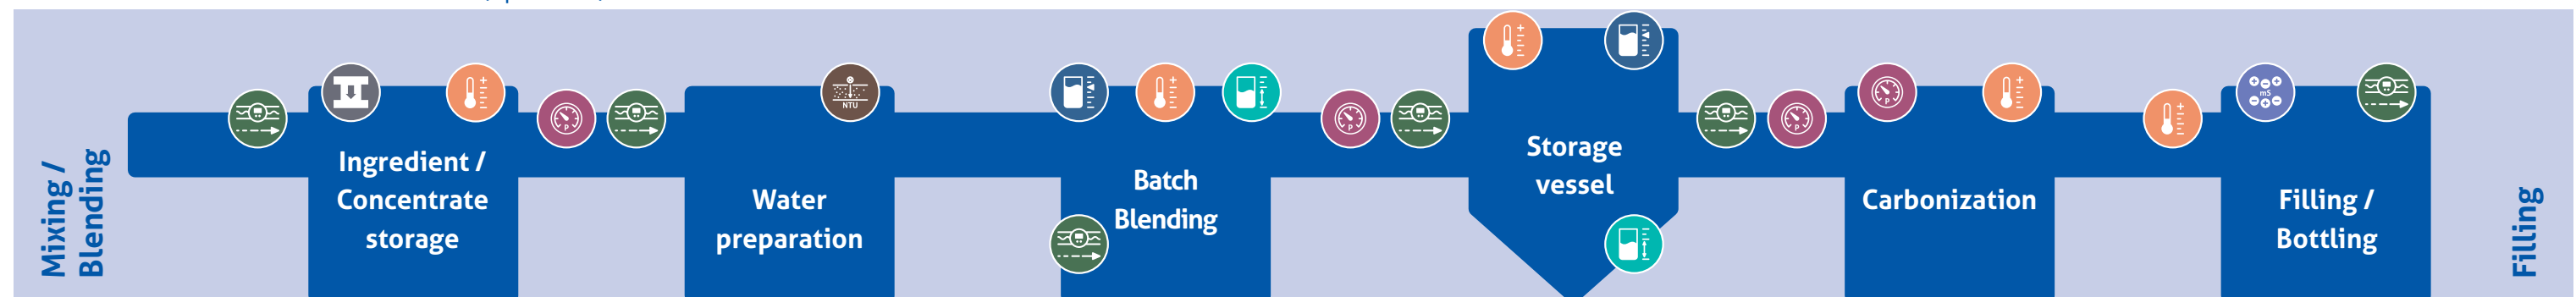 Mixing /
Blending
Ingredient /
Concentrate
storage
P
NTU
Water
preparation
Batch
Blending
P
Storage
vessel
P
P
Carbonization
mS
Filling /
Bottling
Filling